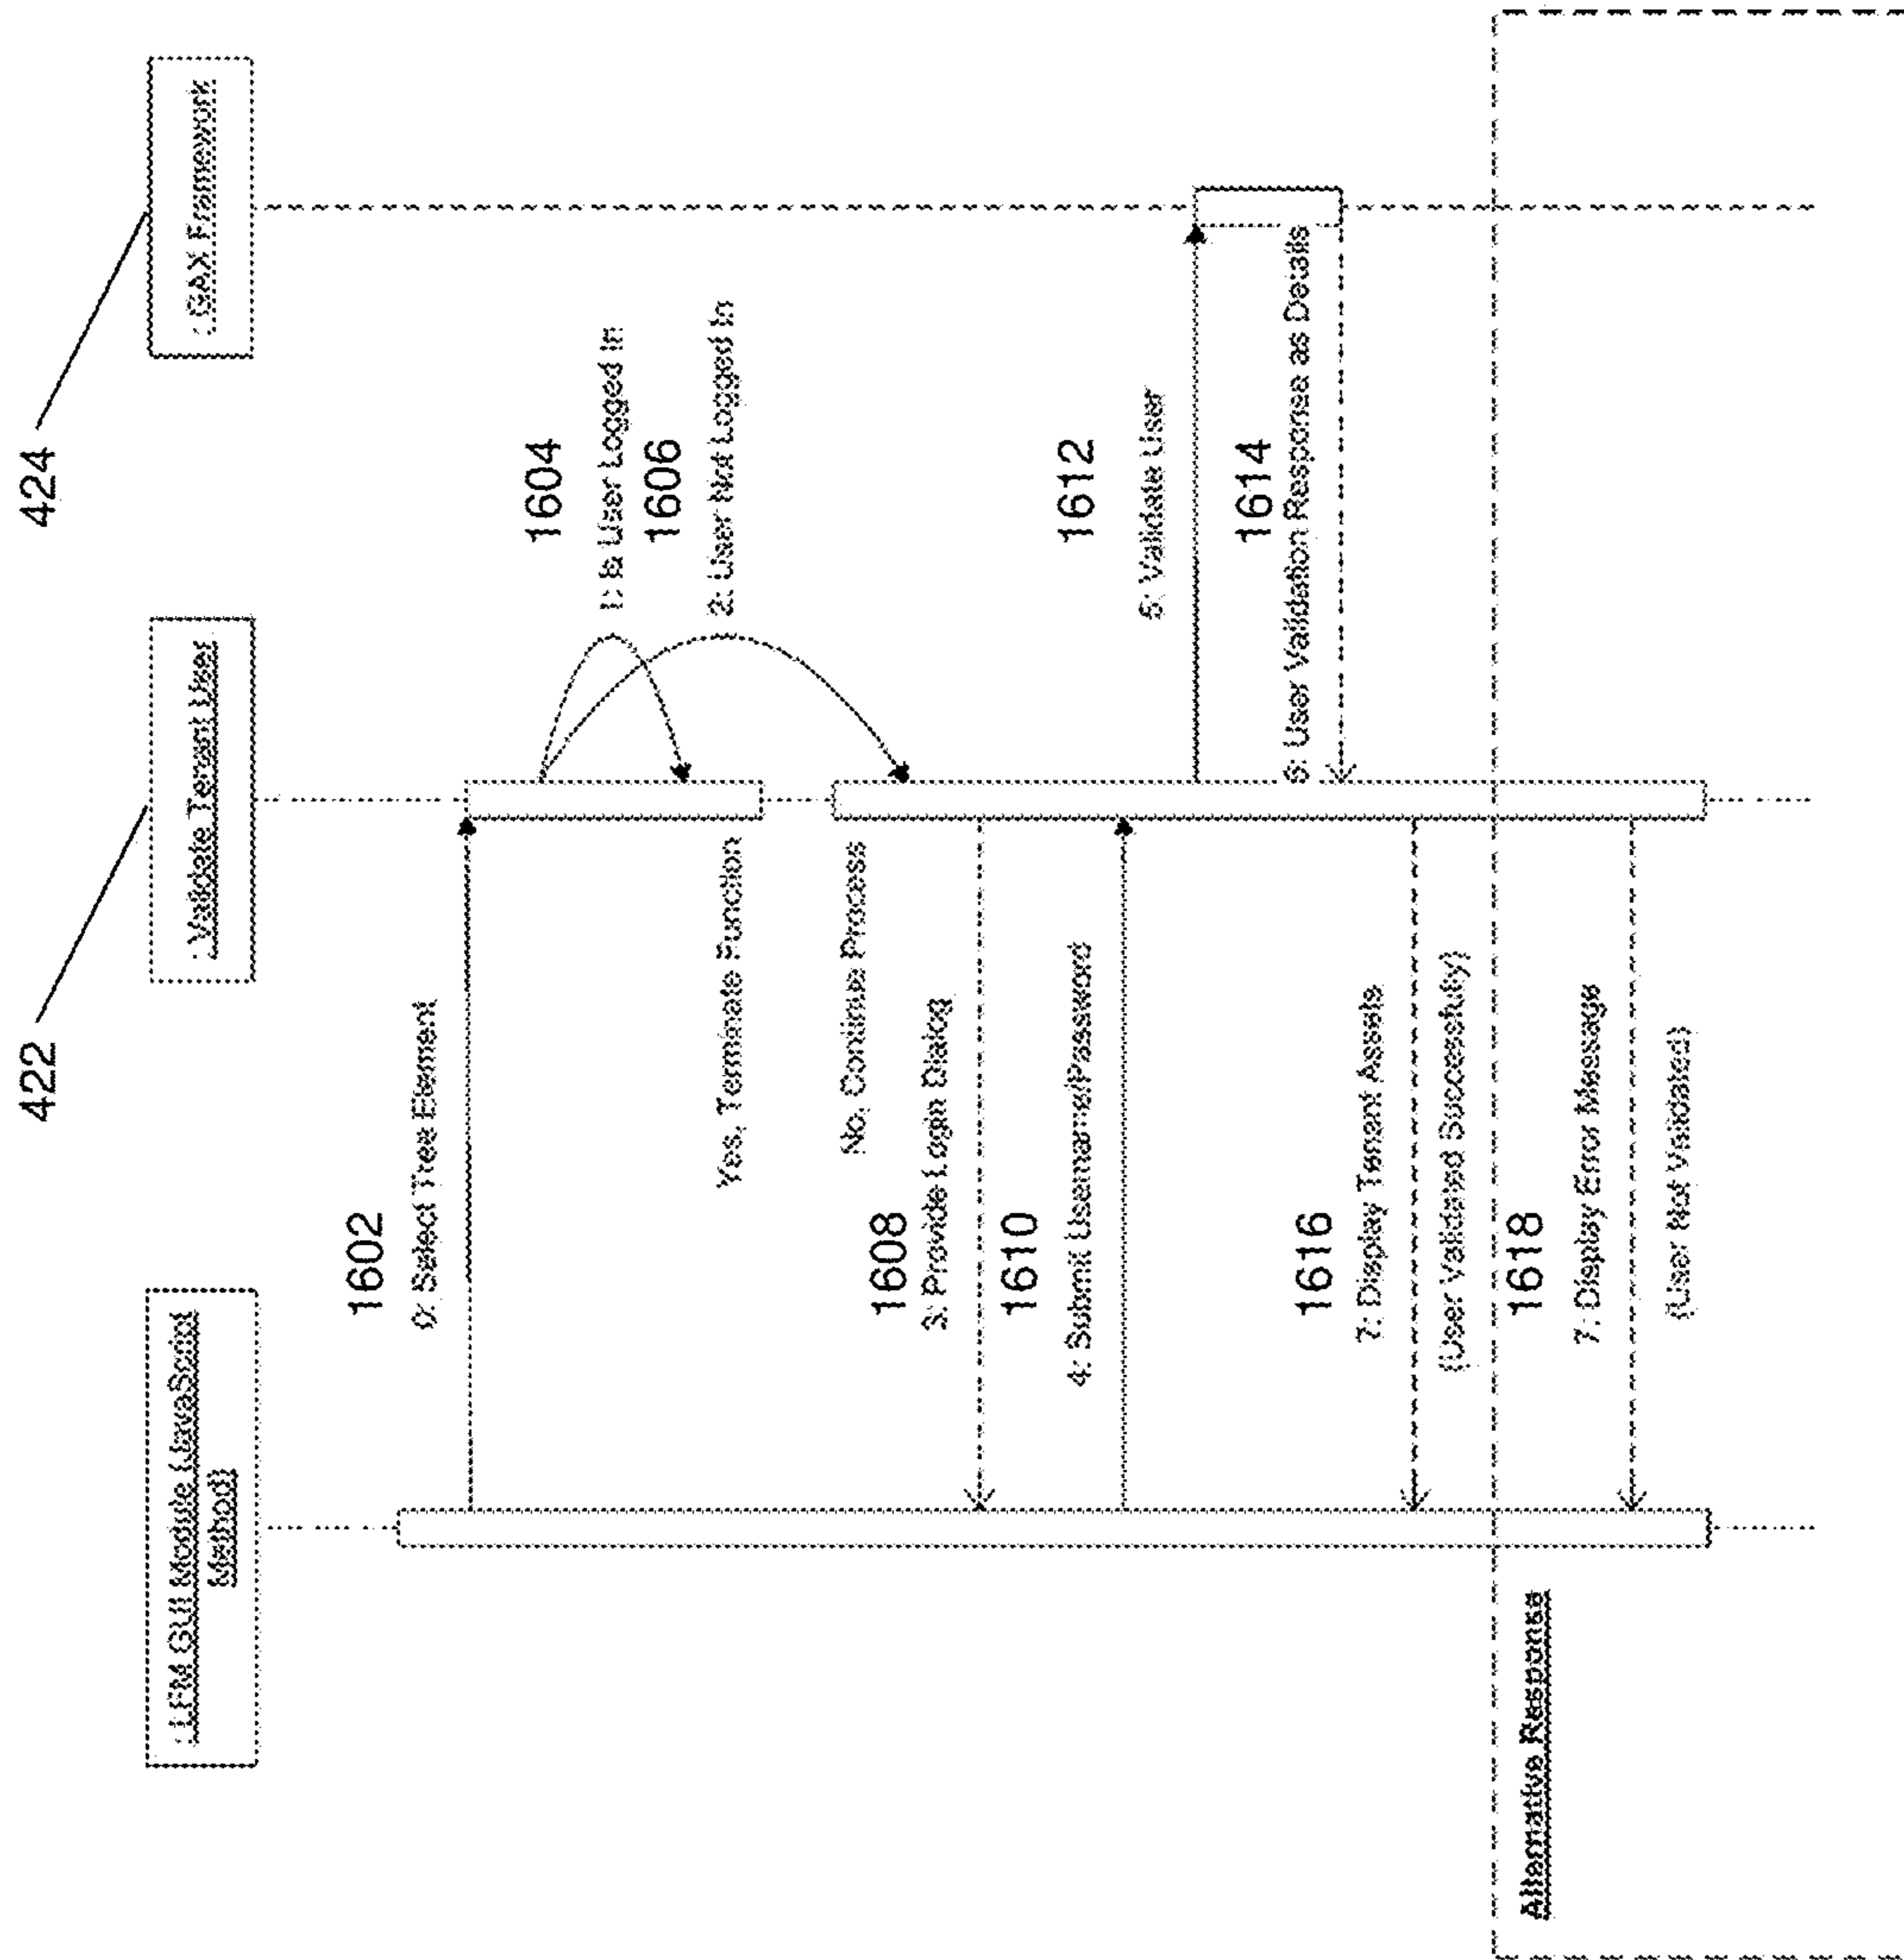 422
424
: LFM GUI Module (JavaScript
Method)
: Validate Tenant User
: GAX Framework
1602
0: Select Tree Element
1604
1: Is User Logged In
1606
2: User Not Logged In
Yes, Terminate Function
No, Continue Process
1608
3: Provide Login Dialog
1610
4: Submit Username/Password
1612
5: Validate User
1614
6: User Validation Response as Details
1616
7: Display Tenant Assets
(User Validated Successfully)
Alternative Response
1618
7: Display Error Message
(User Not Validated)